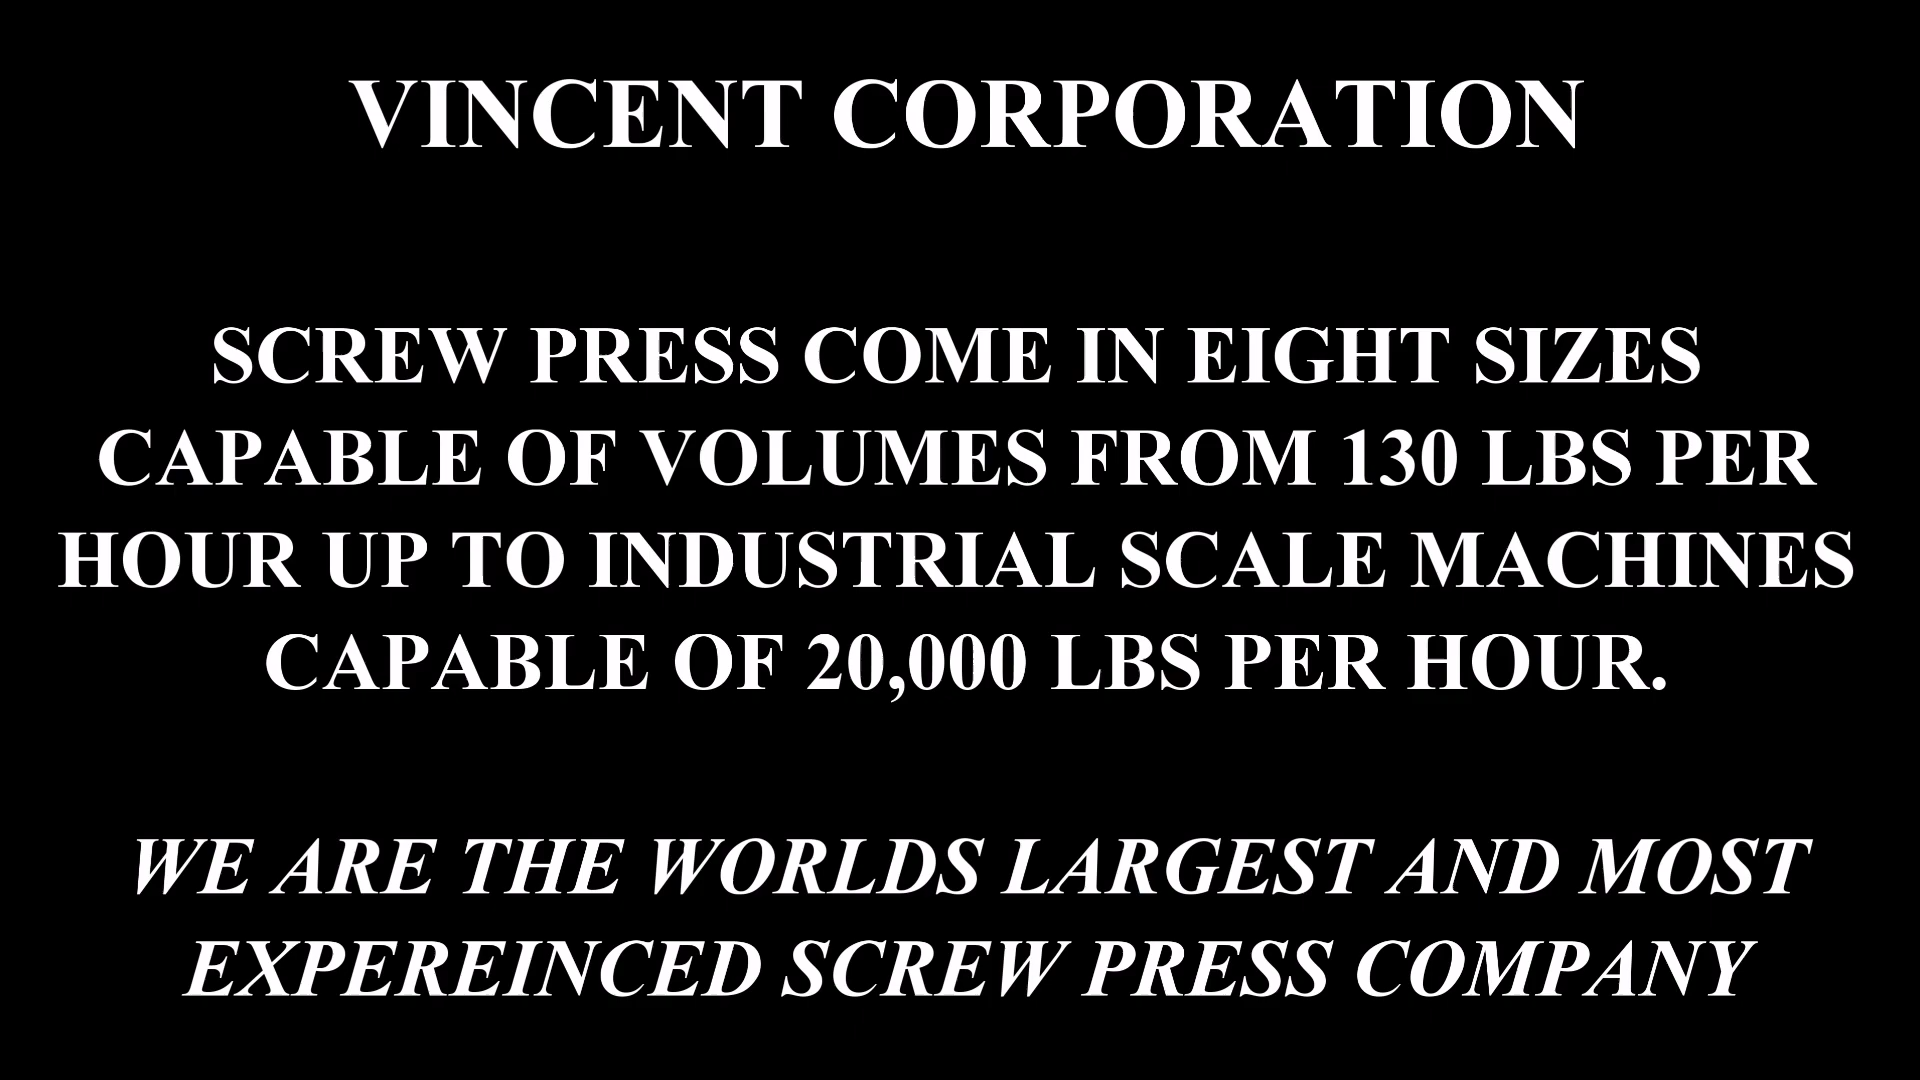 VINCENT CORPORATION
SCREW PRESS COME IN EIGHT SIZES
CAPABLE OF VOLUMES FROM 130 LBS PER
HOUR UP TO INDUSTRIAL SCALE MACHINES
CAPABLE OF 20,000 LBS PER HOUR.
WE ARE THE WORLDS LARGEST AND MOST
EXPEREINCED SCREW PRESS COMPANY